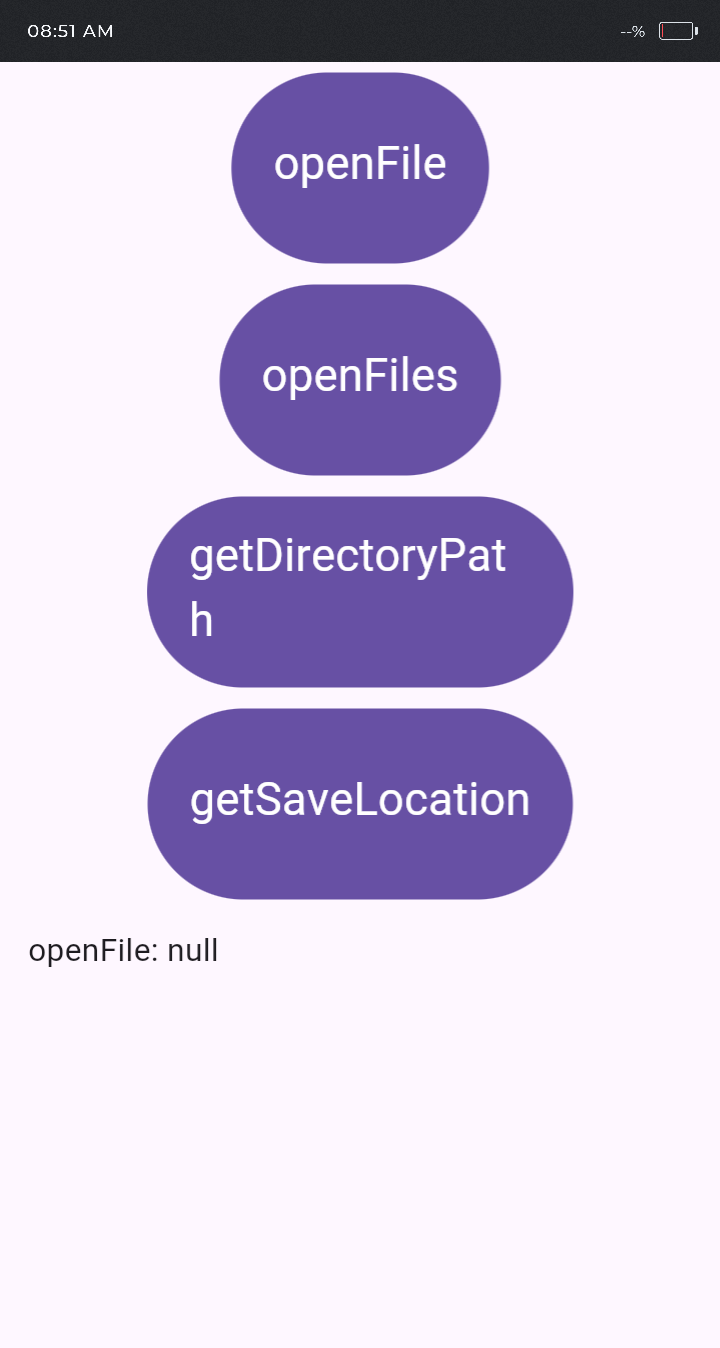 08:51 AM
--%
openFile
openFiles
getDirectoryPat
h
getSaveLocation
openFile: null